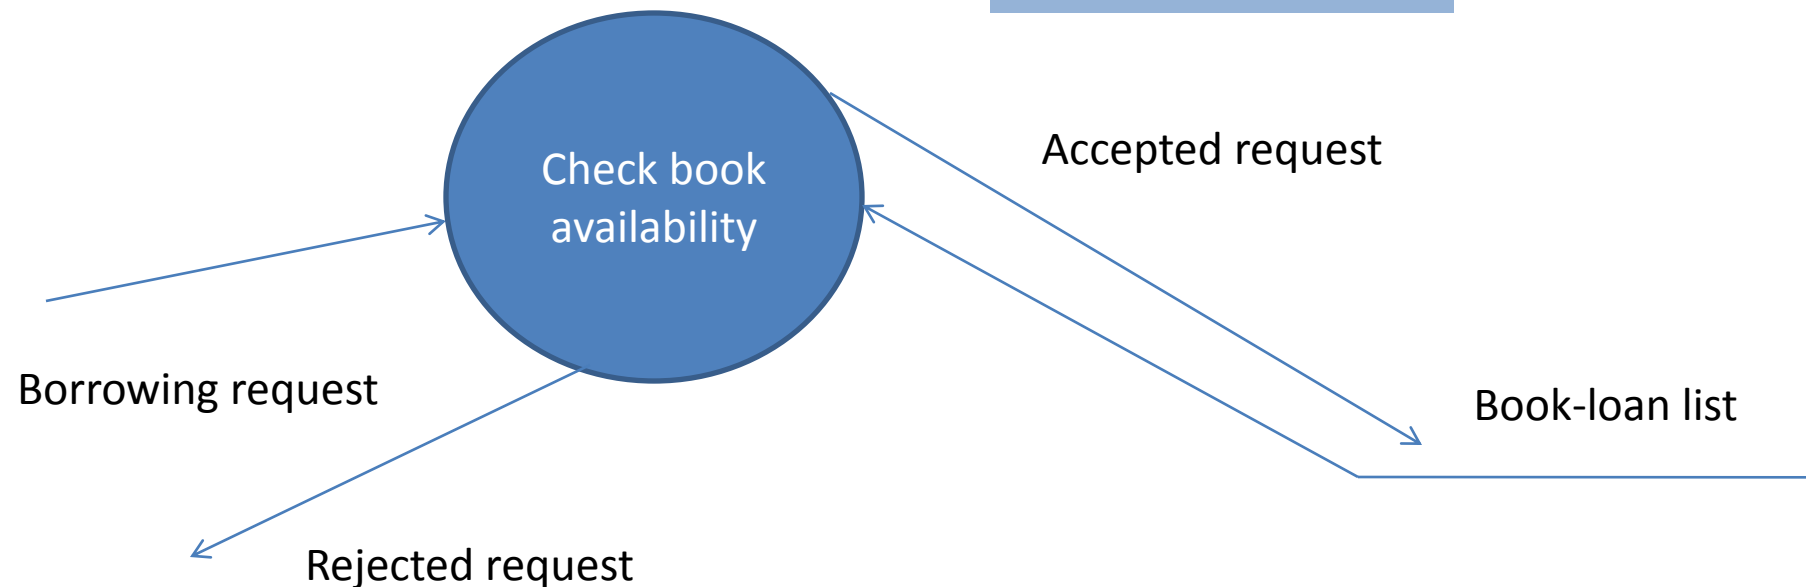 Check book
availability
Accepted request
Borrowing request
Book-loan list
Rejected request